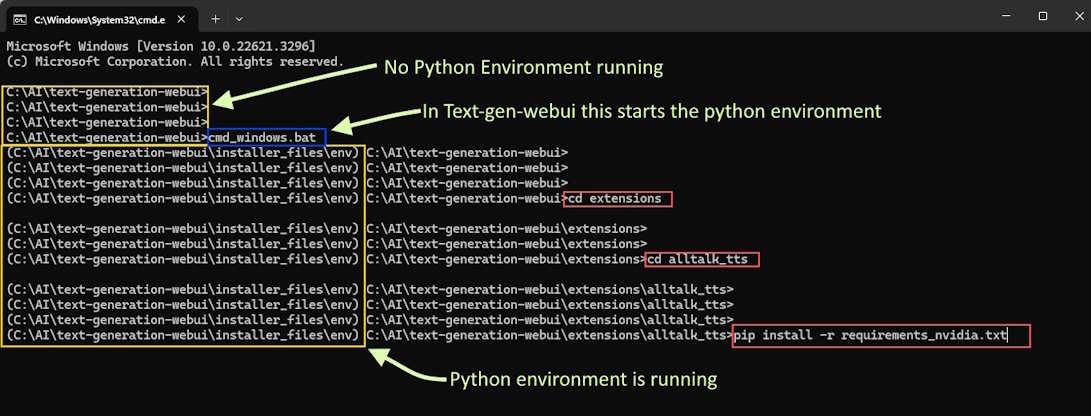 C:\Windows\System32\cmd.e
Microsoft Windows [Version 10.0.22621.3296]
(c) Microsoft Corporation. All rights reserved.
No Python Environment running
C:\AI\text-generation-webui>
C:\AI\text-generation-webui>
C:\AI\text-generation-webui>
In Text-gen-webui this starts the python environment
C:\AI\text-generation-webui>cmd_windows.bat
(C:\AI\text-generation-webui\installer_files\env) C:\AI\text-generation-webui>
(C:\AI\text-generation-webui\installer_files\env) C:\AI\text-generation-webui>
(C:\AI\text-generation-webui\installer_files\env) C:\AI\text-generation-webui>
(C:\AI\text-generation-webui\installer_files\env) C:\AI\text-generation-webui>cd extensions
(C:\AI\text-generation-webui\installer_files\env) C:\AI\text-generation-webui\extensions>
(C:\AI\text-generation-webui\installer_files\env) C:\AI\text-generation-webui\extensions>
(C:\AI\text-generation-webui\installer_files\env) C:\AI\text-generation-webui\extensions>cd alltalk_tts
(C:\AI\text-generation-webui\installer_files\env) C:\AI\text-generation-webui\extensions\alltalk_tts>
(C:\AI\text-generation-webui\installer_files\env) C:\AI\text-generation-webui\extensions\alltalk_tts>
(C:\AI\text-generation-webui\installer_files\env) C:\AI\text-generation-webui\extensions\alltalk_tts>
(C:\AI\text-generation-webui\installer_files\env) C:\AI\text-generation-webui\extensions\alltalk_tts>pip install -r requirements_nvidia.txt
Python environment is running